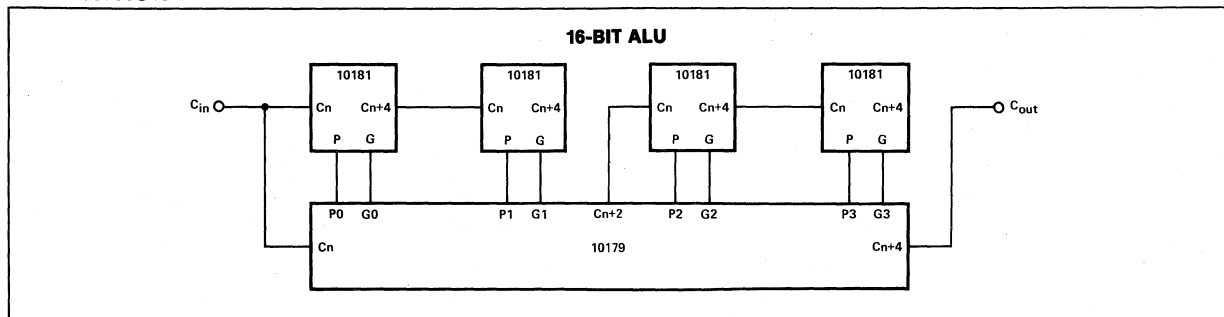 16-BIT ALU
10181 10181 10181 10181
Cin Cn Cn+4 Cn Cn+4 Cn Cn+4 Cn Cn+4 Cout
P G P G P G P G
P0 G0 P1 G1 Cn+2 P2 G2 P3 G3
Cn 10179 Cn+4